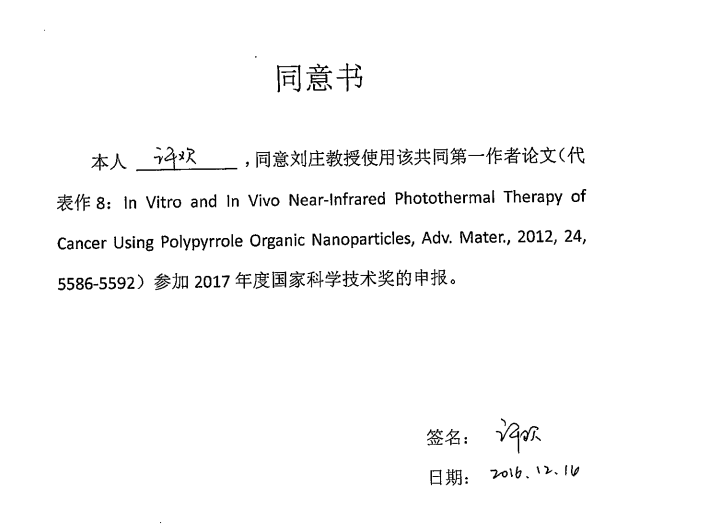 同意书
本人 许欢 ，同意刘庄教授使用该共同第一作者论文（代
表作 8：In Vitro and In Vivo Near-Infrared Photothermal Therapy of
Cancer Using Polypyrrole Organic Nanoparticles, Adv. Mater., 2012, 24,
5586-5592）参加 2017 年度国家科学技术奖的申报。
签名： 许欢
日期： 2016.12.16